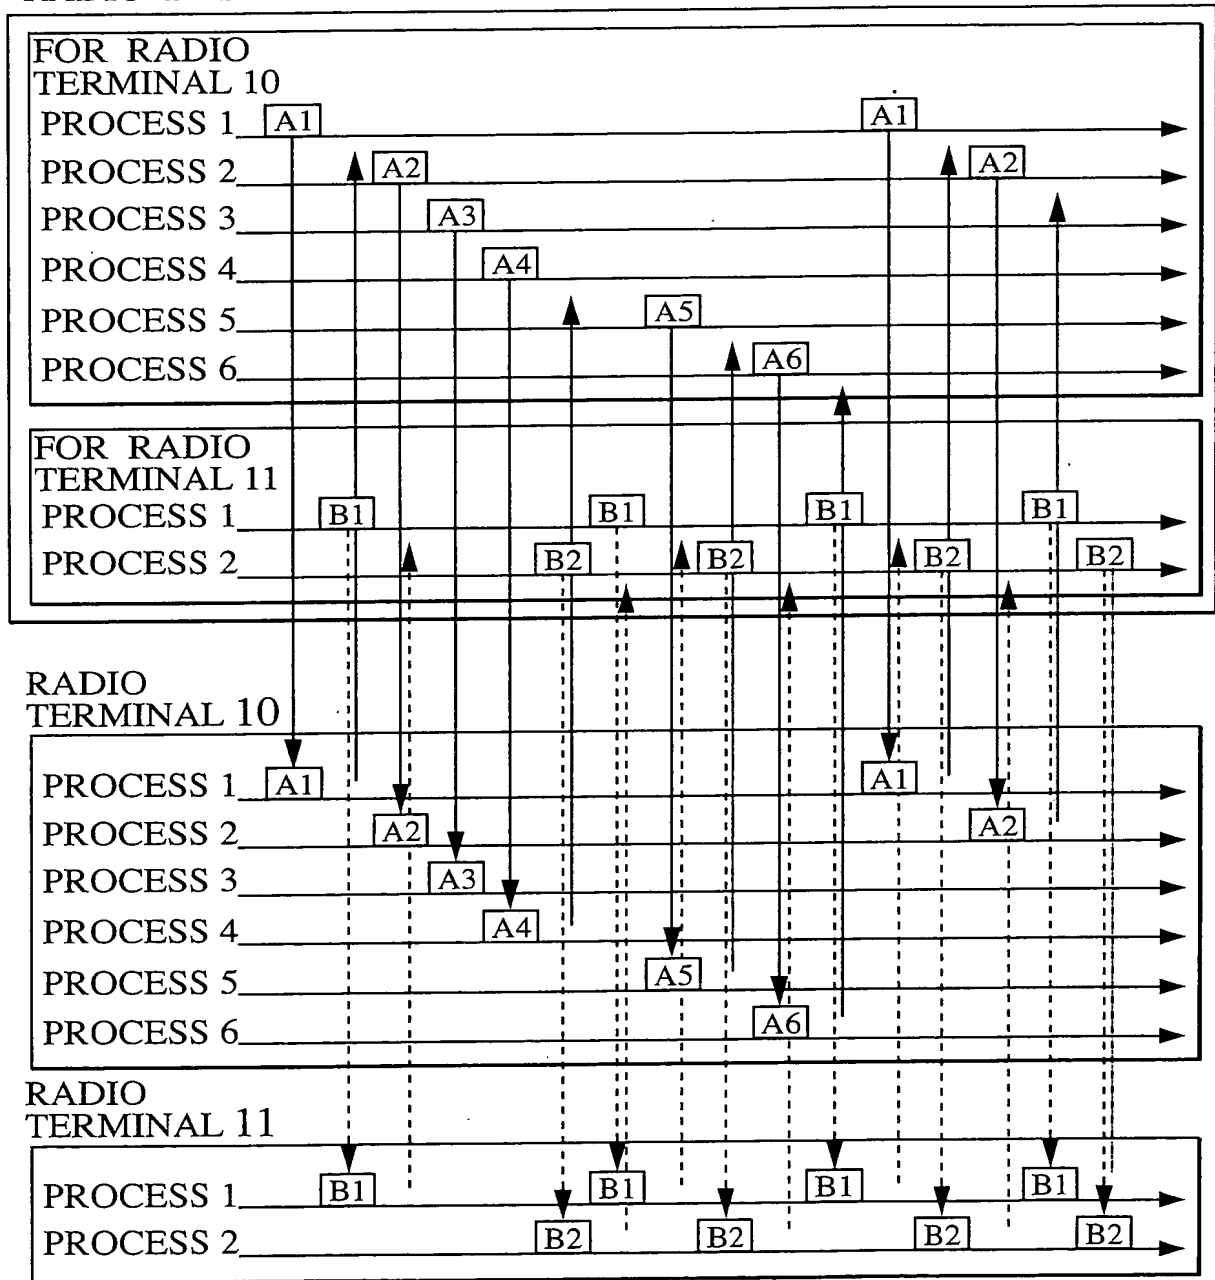 FOR RADIO
TERMINAL 10
PROCESS 1 A1 A1
PROCESS 2 A2 A2
PROCESS 3 A3
PROCESS 4 A4
PROCESS 5 A5
PROCESS 6 A6
FOR RADIO
TERMINAL 11
PROCESS 1 B1 B1 B1 B1
PROCESS 2 B2 B2 B2 B2
RADIO
TERMINAL 10
PROCESS 1 A1 A1
PROCESS 2 A2 A2
PROCESS 3 A3
PROCESS 4 A4
PROCESS 5 A5
PROCESS 6 A6
RADIO
TERMINAL 11
PROCESS 1 B1 B1 B1 B1
PROCESS 2 B2 B2 B2 B2